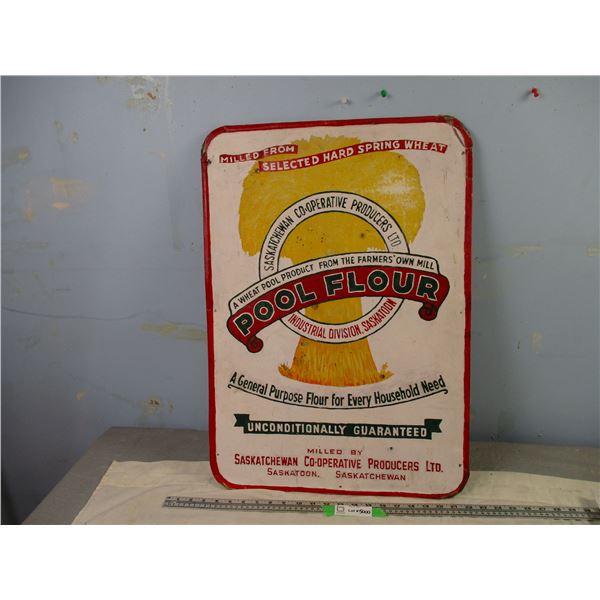 MILLED FROM
SELECTED HARD SPRING WHEAT
SASKATCHEWAN CO-OPERATIVE PRODUCERS LTD.
A WHEAT POOL PRODUCT FROM THE FARMERS' OWN MILL
POOL FLOUR
INDUSTRIAL DIVISION, SASKATOON
A General Purpose Flour for Every Household Need
UNCONDITIONALLY GUARANTEED
MILLED BY
SASKATCHEWAN CO-OPERATIVE PRODUCERS LTD.
SASKATOON, SASKATCHEWAN
Lot #5000